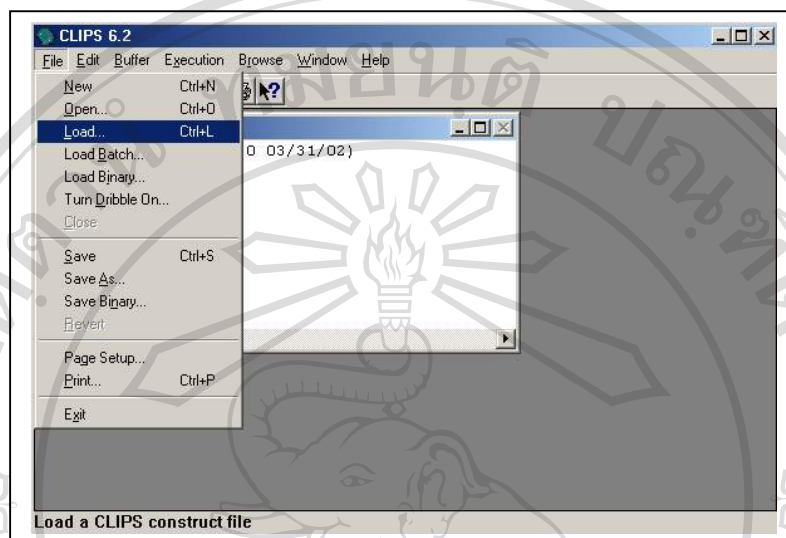 CLIPS 6.2
File Edit Buffer Execution Browse Window Help
New Ctrl+N
Open... Ctrl+O
Load... Ctrl+L
Load Batch...
Load Binary...
Turn Dribble On...
Close
Save Ctrl+S
Save As...
Save Binary...
Revert
Page Setup...
Print... Ctrl+P
Exit
0 03/31/02)
Load a CLIPS construct file